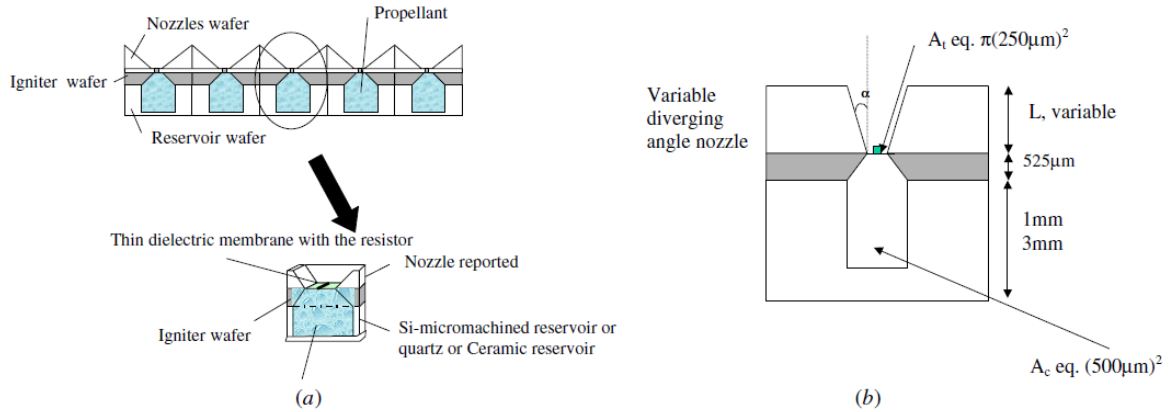 Nozzles wafer
Propellant
Igniter wafer
Reservoir wafer
Thin dielectric membrane with the resistor
Nozzle reported
Igniter wafer
Si-micromachined reservoir or
quartz or Ceramic reservoir
(a)
A_t eq. π(250μm)²
Variable
diverging
angle nozzle
α
L, variable
525μm
1mm
3mm
A_c eq. (500μm)²
(b)